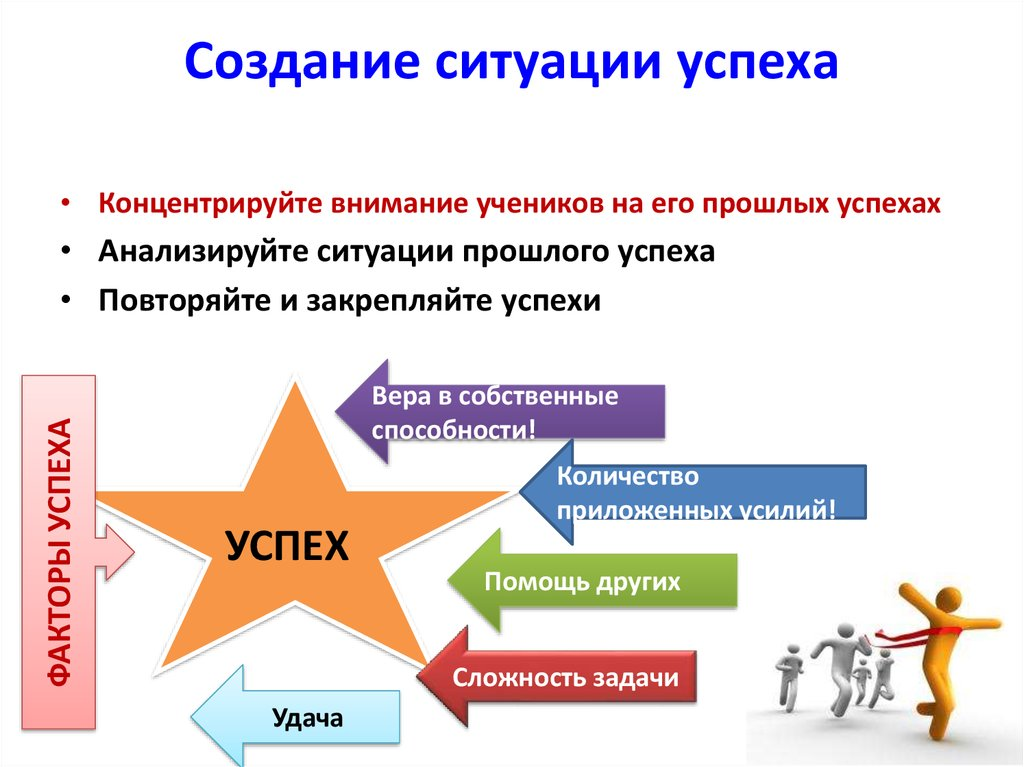 Создание ситуации успеха
• Концентрируйте внимание учеников на его прошлых успехах
• Анализируйте ситуации прошлого успеха
• Повторяйте и закрепляйте успехи
ФАКТОРЫ УСПЕХА
УСПЕХ
Вера в собственные
способности!
Количество
приложенных усилий!
Помощь других
Сложность задачи
Удача